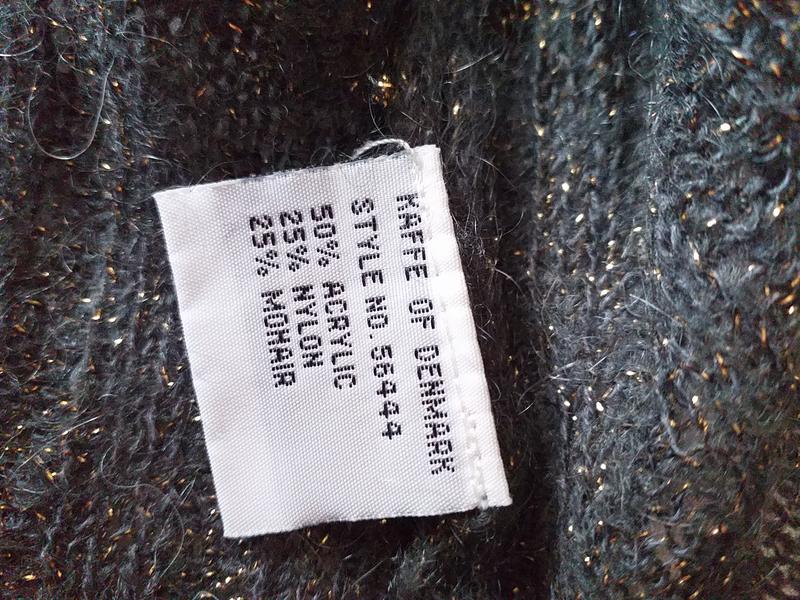 KAFFE OF DENMARK
STYLE NO. 56444
50% ACRYLIC
25% NYLON
25% MOHAIR